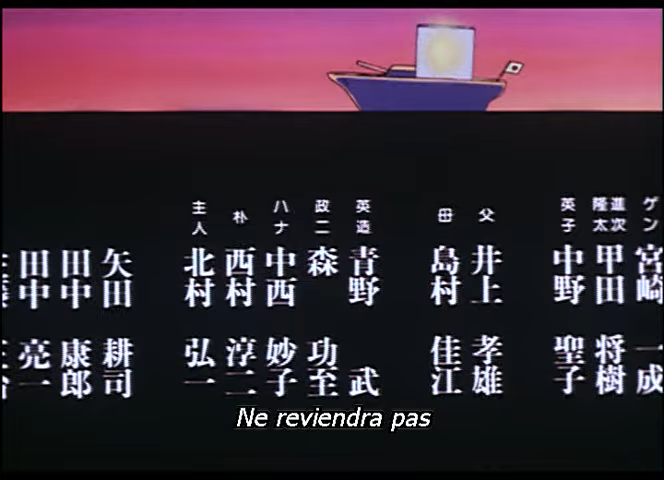 ゲン 宮崎 一成
進次 隆太 甲田 将樹
英子 中野 聖子
父 井上 孝雄
母 島村 佳江
英造 青野 武
政二 森 功至
ハナ 中西 妙子
朴 西村 淳二
主人 北村 弘一
矢田 耕司
田中 康郎
田中 亮一
Ne reviendra pas